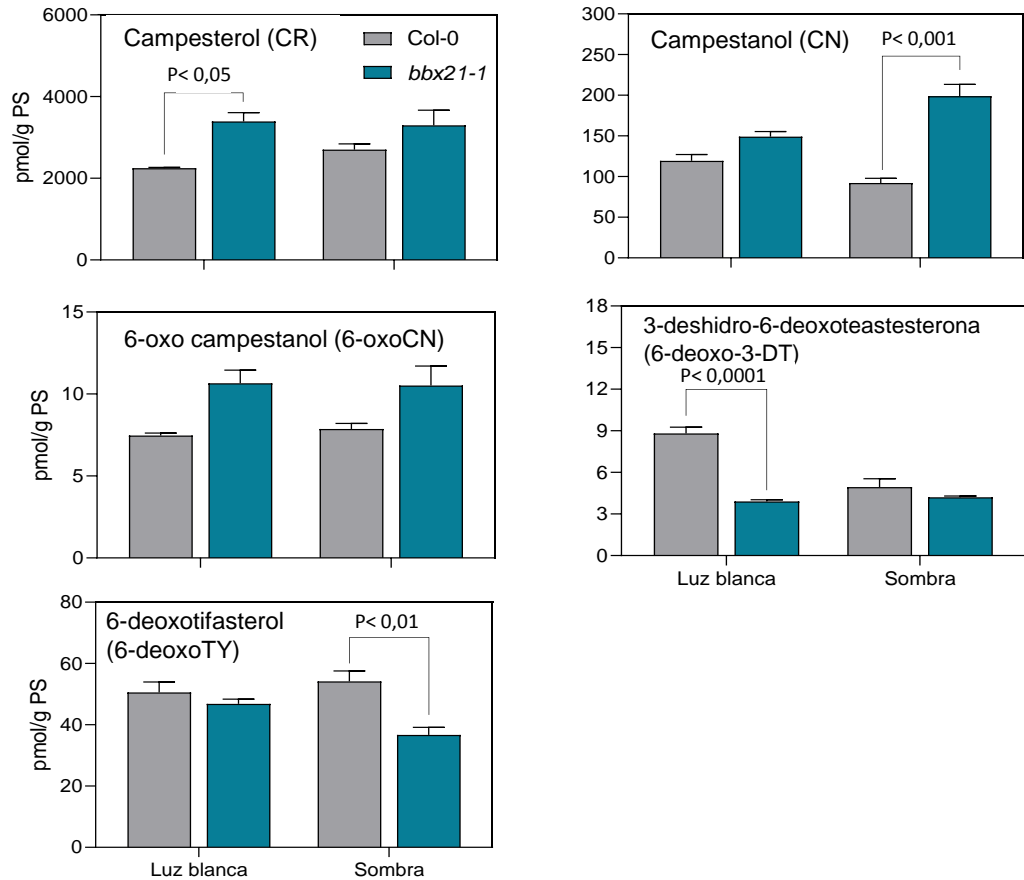 Campesterol (CR)
Col-0
bbx21-1
P< 0,05
pmol/g PS
6000
4000
2000
0
Campestanol (CN)
P< 0,001
300
250
200
150
100
50
0
6-oxo campestanol (6-oxoCN)
pmol/g PS
15
10
5
0
3-deshidro-6-deoxoteastesterona
(6-deoxo-3-DT)
P< 0,0001
18
15
12
9
6
3
0
Luz blanca
Sombra
6-deoxotifasterol
(6-deoxoTY)
P< 0,01
pmol/g PS
80
60
40
20
0
Luz blanca
Sombra